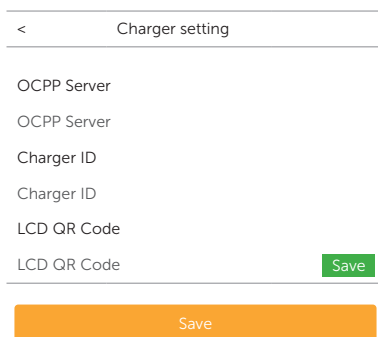 < Charger setting
OCPP Server
OCPP Server
Charger ID
Charger ID
LCD QR Code
LCD QR Code Save
Save